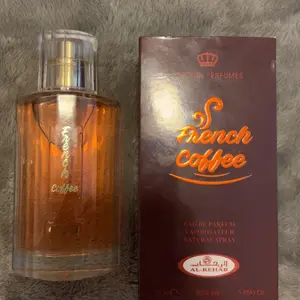 French
Coffee
French
Coffee
EAU DE PARFUM
VAPORISATEUR
NATURAL SPRAY
AL-REHAB